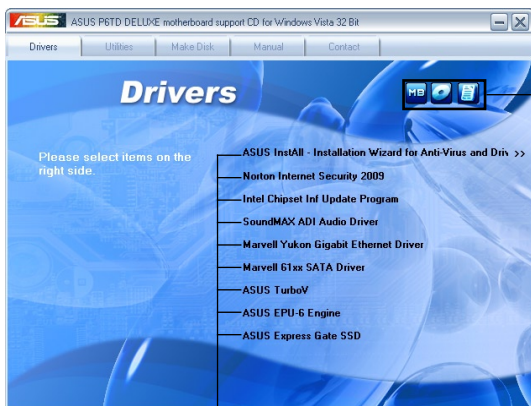 ASUS ASUS P6TD DELUXE motherboard support CD for Windows Vista 32 Bit
Drivers Utilities Make Disk Manual Contact
Drivers
MB
Please select items on the
right side.
ASUS InstAll - Installation Wizard for Anti-Virus and Driv >>
Norton Internet Security 2009
Intel Chipset Inf Update Program
SoundMAX ADI Audio Driver
Marvell Yukon Gigabit Ethernet Driver
Marvell 61xx SATA Driver
ASUS TurboV
ASUS EPU-6 Engine
ASUS Express Gate SSD